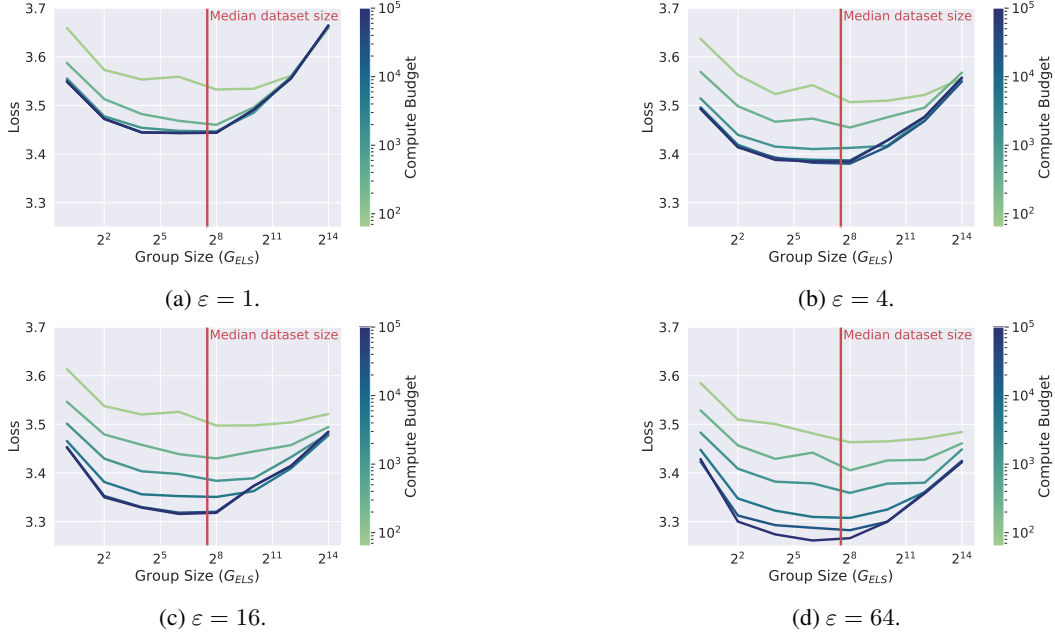 3.7
3.6
3.5
3.4
3.3
Loss
Median dataset size
2^2 2^5 2^8 2^11 2^14
Group Size (G_ELS)
10^5
10^4
10^3
10^2
Compute Budget
(a) ε = 1.
3.7
3.6
3.5
3.4
3.3
Loss
Median dataset size
2^2 2^5 2^8 2^11 2^14
Group Size (G_ELS)
10^5
10^4
10^3
10^2
Compute Budget
(b) ε = 4.
3.7
3.6
3.5
3.4
3.3
Loss
Median dataset size
2^2 2^5 2^8 2^11 2^14
Group Size (G_ELS)
10^5
10^4
10^3
10^2
Compute Budget
(c) ε = 16.
3.7
3.6
3.5
3.4
3.3
Loss
Median dataset size
2^2 2^5 2^8 2^11 2^14
Group Size (G_ELS)
10^5
10^4
10^3
10^2
Compute Budget
(d) ε = 64.